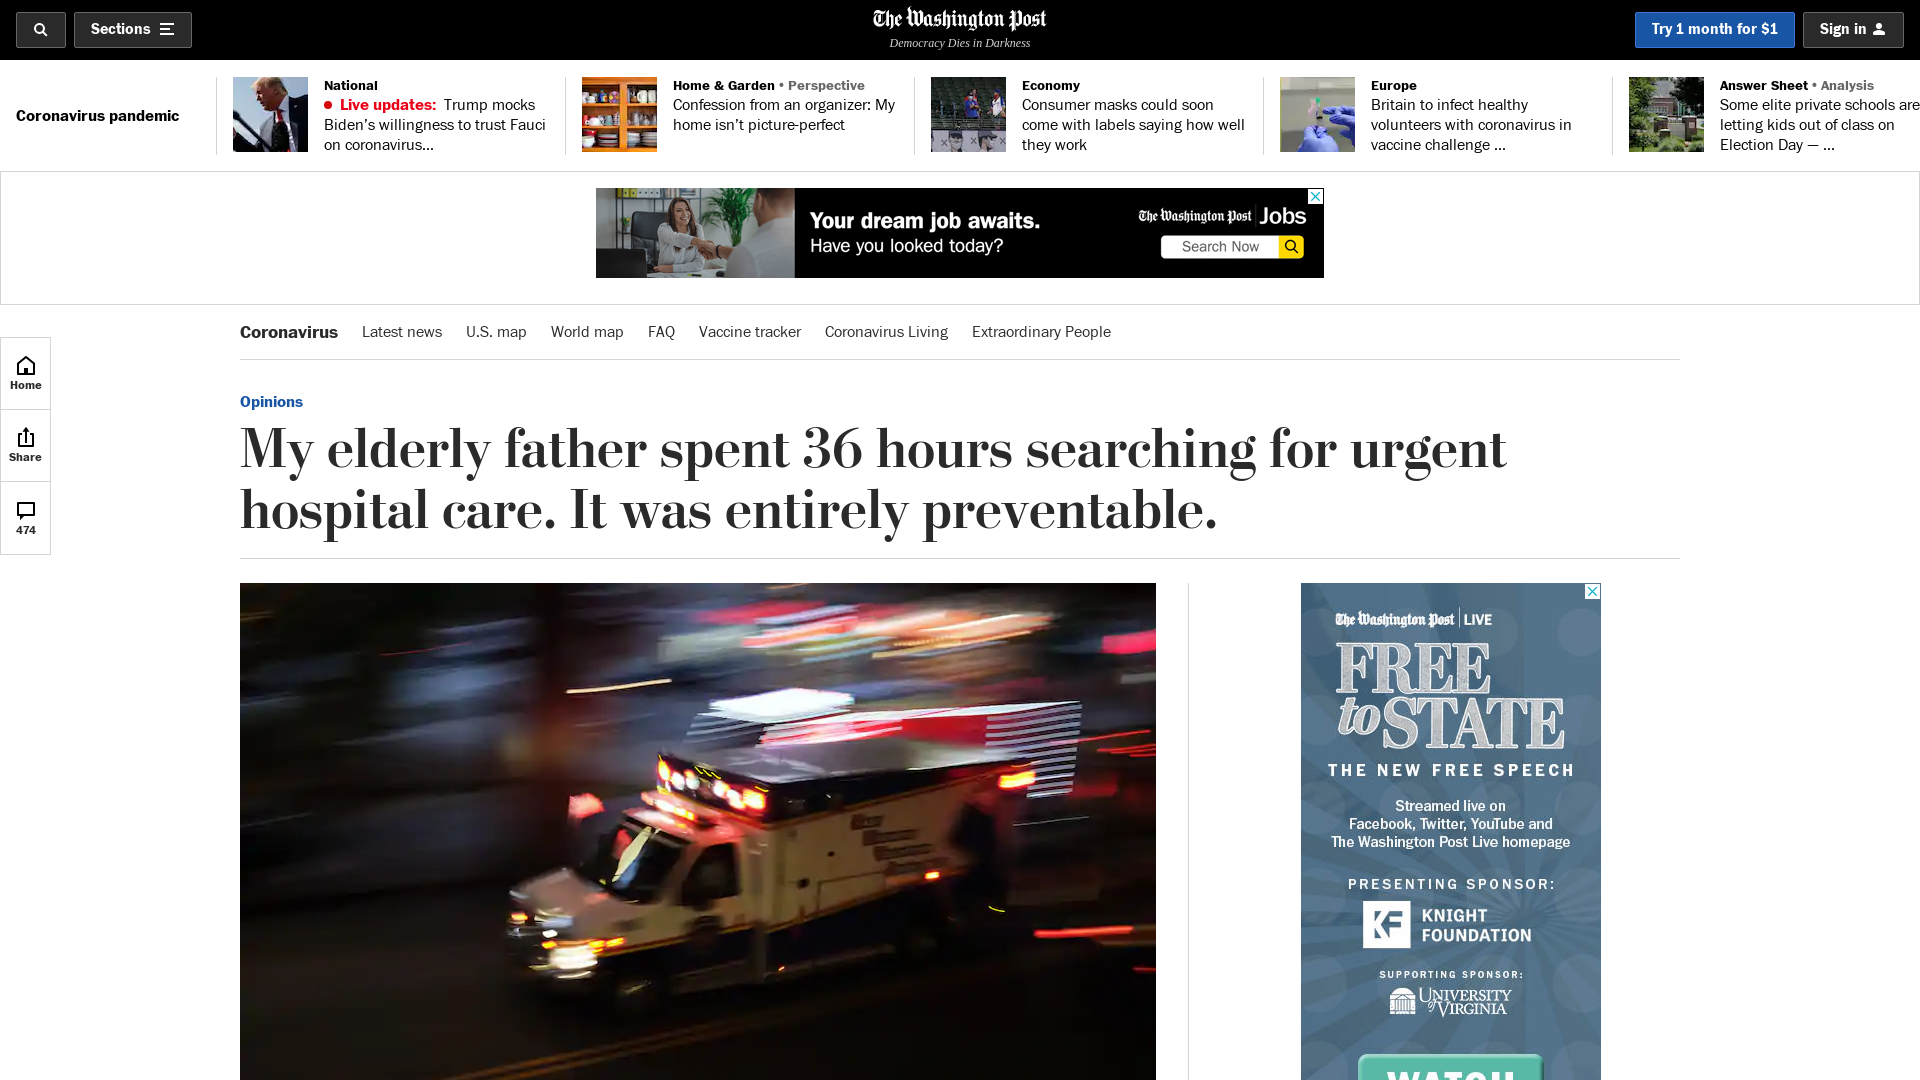 Sections
The Washington Post
Democracy Dies in Darkness
Try 1 month for $1
Sign in
Coronavirus pandemic
National
Live updates: Trump mocks
Biden’s willingness to trust Fauci
on coronavirus...
Home & Garden • Perspective
Confession from an organizer: My
home isn’t picture-perfect
Economy
Consumer masks could soon
come with labels saying how well
they work
Europe
Britain to infect healthy
volunteers with coronavirus in
vaccine challenge ...
Answer Sheet • Analysis
Some elite private schools are
letting kids out of class on
Election Day — ...
Your dream job awaits.
Have you looked today?
The Washington Post Jobs
Search Now
Coronavirus Latest news U.S. map World map FAQ Vaccine tracker Coronavirus Living Extraordinary People
Home
Share
474
Opinions
My elderly father spent 36 hours searching for urgent
hospital care. It was entirely preventable.
The Washington Post LIVE
FREE
to STATE
THE NEW FREE SPEECH
Streamed live on
Facebook, Twitter, YouTube and
The Washington Post Live homepage
PRESENTING SPONSOR:
KF KNIGHT
FOUNDATION
SUPPORTING SPONSOR:
UNIVERSITY
of VIRGINIA
WATCH